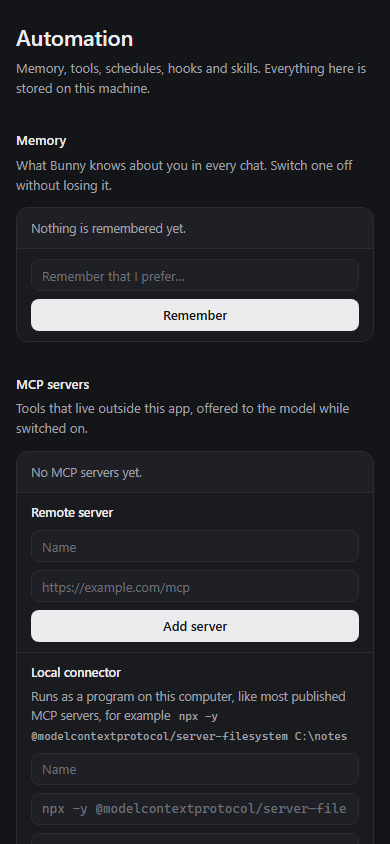 Automation
Memory, tools, schedules, hooks and skills. Everything here is
stored on this machine.
Memory
What Bunny knows about you in every chat. Switch one off
without losing it.
Nothing is remembered yet.
Remember that I prefer...
Remember
MCP servers
Tools that live outside this app, offered to the model while
switched on.
No MCP servers yet.
Remote server
Name
https://example.com/mcp
Add server
Local connector
Runs as a program on this computer, like most published
MCP servers, for example npx -y
@modelcontextprotocol/server-filesystem C:\notes
Name
npx -y @modelcontextprotocol/server-file